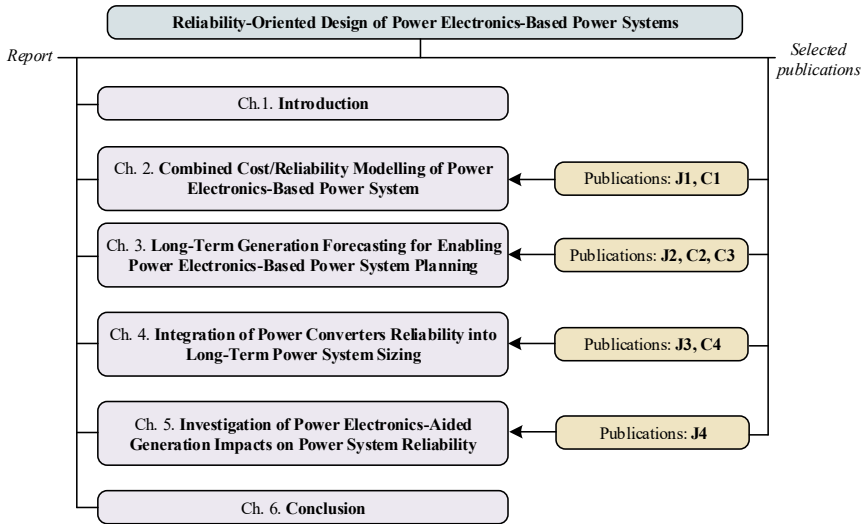 Reliability-Oriented Design of Power Electronics-Based Power Systems
Report
Selected
publications
Ch.1. Introduction
Ch. 2. Combined Cost/Reliability Modelling of Power
Electronics-Based Power System
Publications: J1, C1
Ch. 3. Long-Term Generation Forecasting for Enabling
Power Electronics-Based Power System Planning
Publications: J2, C2, C3
Ch. 4. Integration of Power Converters Reliability into
Long-Term Power System Sizing
Publications: J3, C4
Ch. 5. Investigation of Power Electronics-Aided
Generation Impacts on Power System Reliability
Publications: J4
Ch. 6. Conclusion